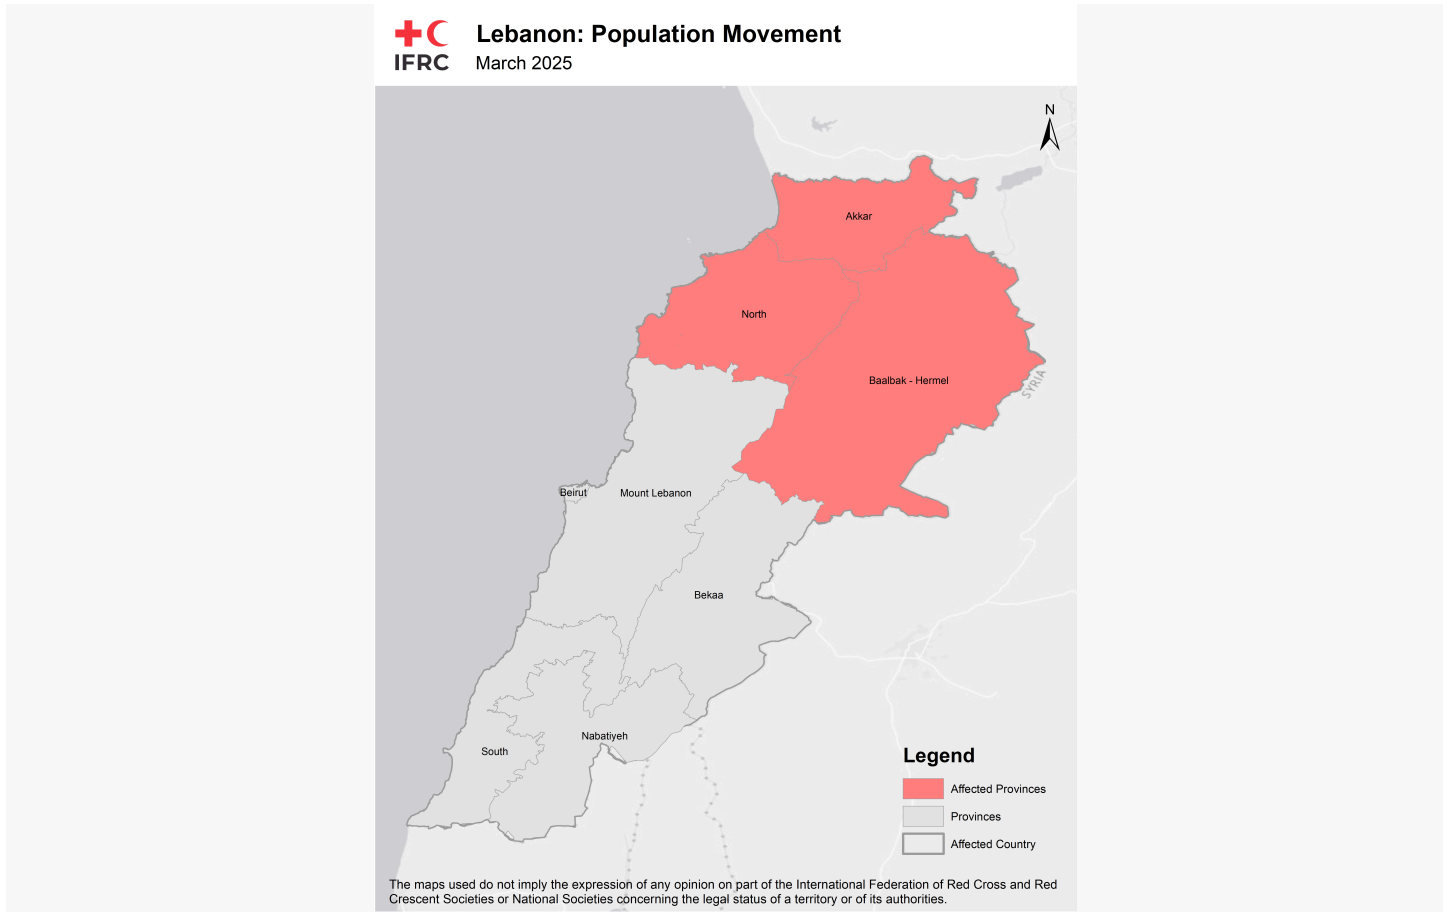 IFRC
Lebanon: Population Movement
March 2025
N
Akkar
North
Baalbak - Hermel
SYRIA
Beirut
Mount Lebanon
Bekaa
Nabatiyeh
South
Legend
Affected Provinces
Provinces
Affected Country
The maps used do not imply the expression of any opinion on part of the International Federation of Red Cross and Red
Crescent Societies or National Societies concerning the legal status of a territory or of its authorities.